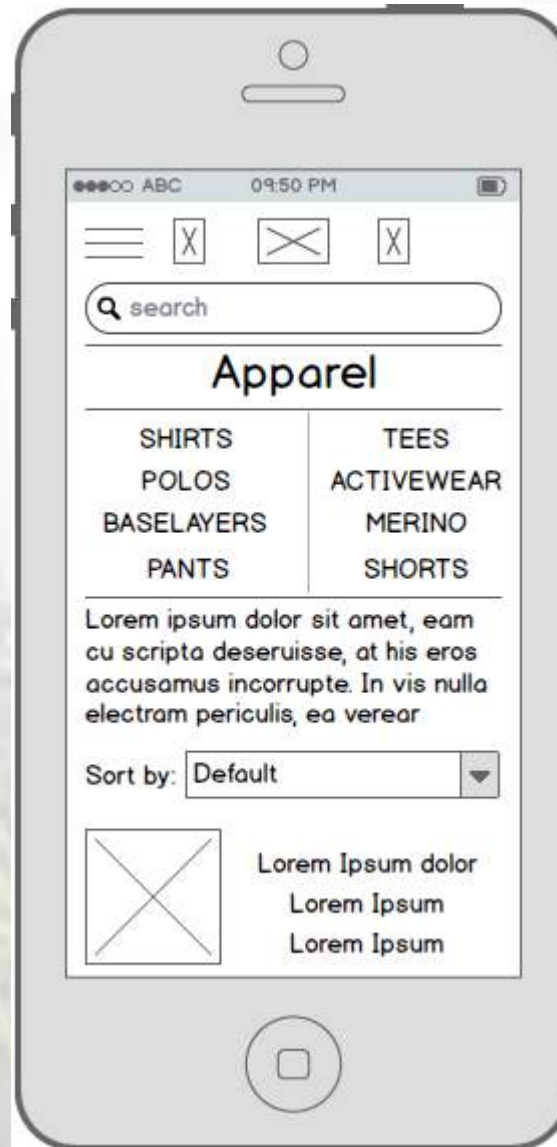 ABC 09:50 PM
search
Apparel
SHIRTS TEES
POLOS ACTIVEWEAR
BASELAYERS MERINO
PANTS SHORTS
Lorem ipsum dolor sit amet, eam
cu scripta deseruisse, at his eros
accusamus incorrupte. In vis nulla
electram periculis, ea verear
Sort by: Default
Lorem Ipsum dolor
Lorem Ipsum
Lorem Ipsum